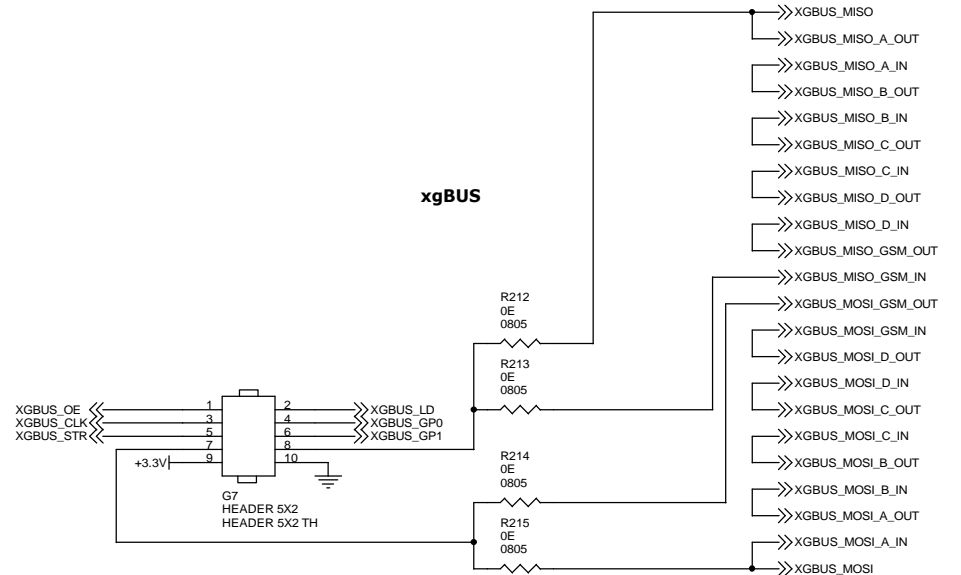 XGBUS_MISO
XGBUS_MISO_A_OUT
XGBUS_MISO_A_IN
XGBUS_MISO_B_OUT
XGBUS_MISO_B_IN
XGBUS_MISO_C_OUT
XGBUS_MISO_C_IN
XGBUS_MISO_D_OUT
xgBUS
XGBUS_MISO_D_IN
XGBUS_MISO_GSM_OUT
XGBUS_MISO_GSM_IN
R212
0E
0805
XGBUS_MOSI_GSM_OUT
XGBUS_MOSI_GSM_IN
XGBUS_MOSI_D_OUT
R213
0E
0805
XGBUS_MOSI_D_IN
XGBUS_MOSI_C_OUT
XGBUS_OE 1 2 XGBUS_LD
XGBUS_CLK 3 4 XGBUS_GP0
XGBUS_STR 5 6 XGBUS_GP1
7 8
+3.3V 9 10
XGBUS_MOSI_C_IN
XGBUS_MOSI_B_OUT
R214
0E
0805
G7
HEADER 5X2
HEADER 5X2 TH
XGBUS_MOSI_B_IN
XGBUS_MOSI_A_OUT
R215
0E
0805
XGBUS_MOSI_A_IN
XGBUS_MOSI